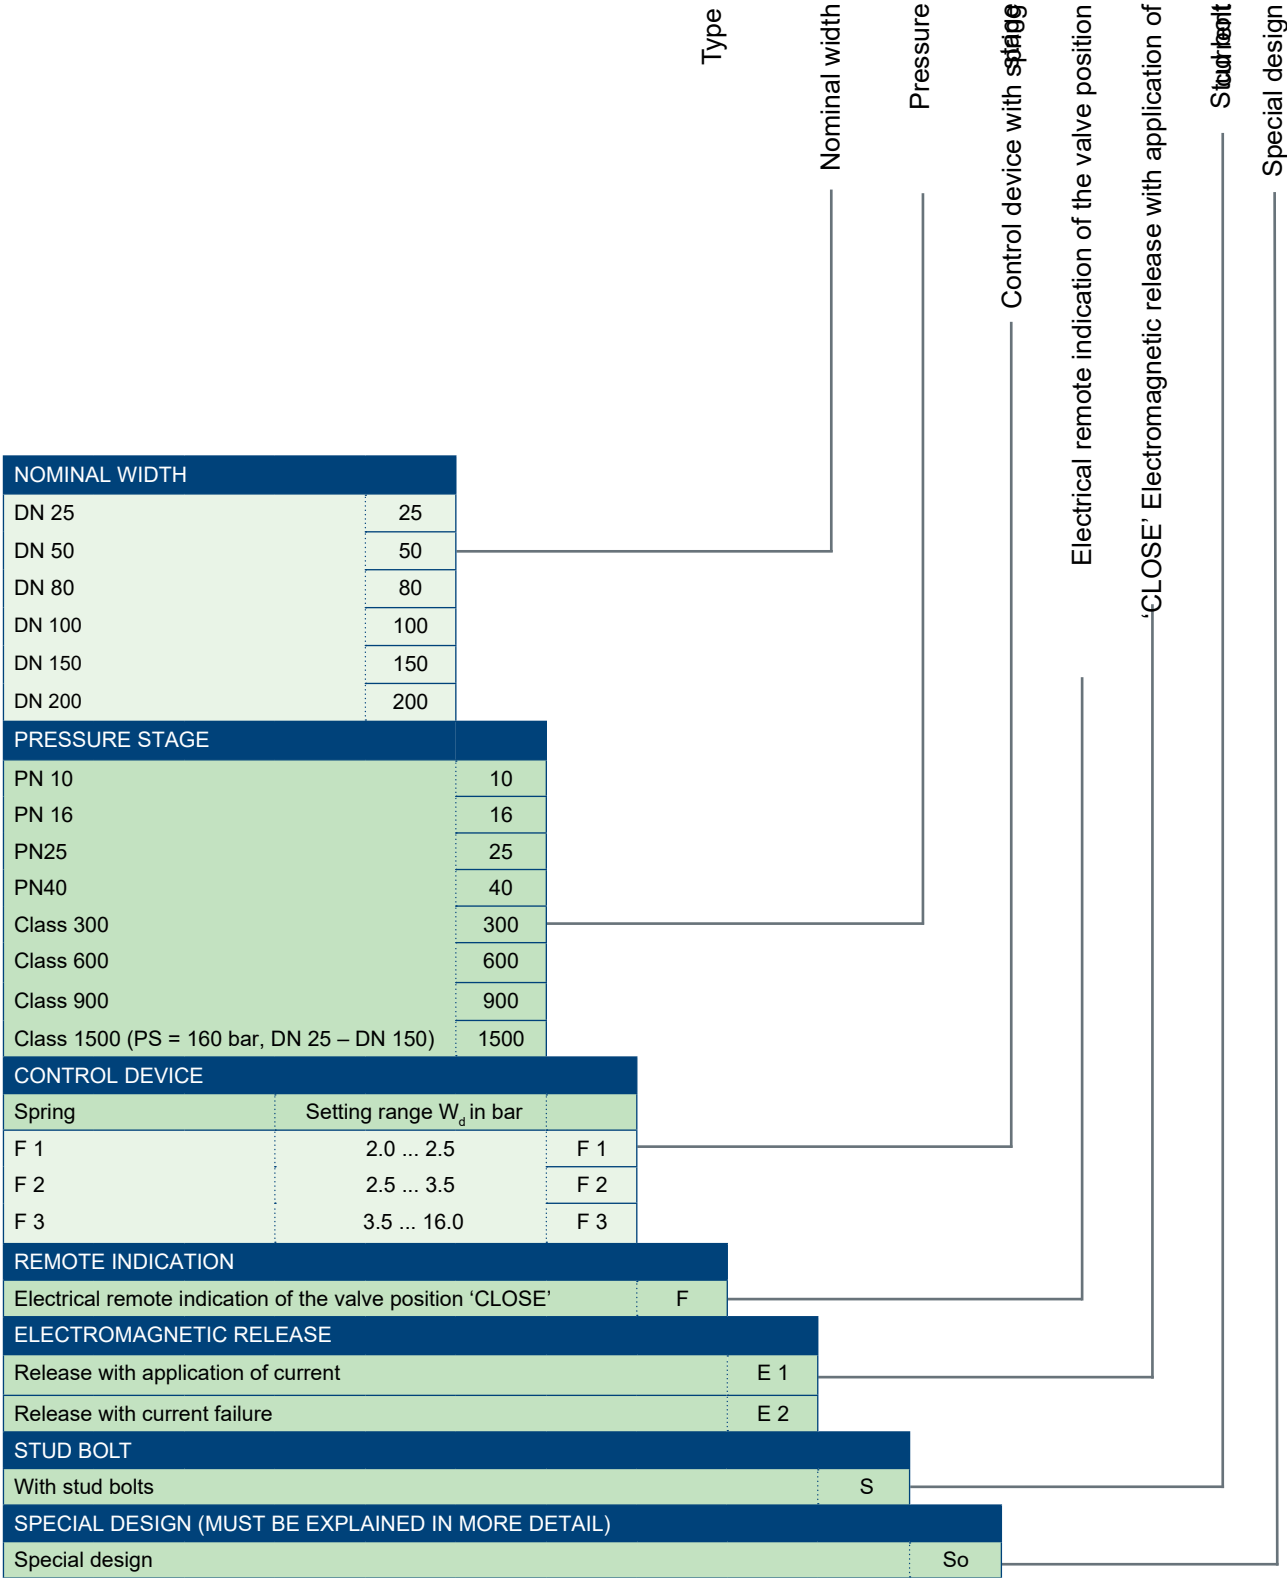 Type
Nominal width
Pressure
stage
Control device with spring
Electrical remote indication of the valve position
‘CLOSE’ Electromagnetic release with application of
current
Stud bolt
Special design
NOMINAL WIDTH
DN 25 25
DN 50 50
DN 80 80
DN 100 100
DN 150 150
DN 200 200
PRESSURE STAGE
PN 10 10
PN 16 16
PN25 25
PN40 40
Class 300 300
Class 600 600
Class 900 900
Class 1500 (PS = 160 bar, DN 25 – DN 150) 1500
CONTROL DEVICE
Spring Setting range Wd in bar
F 1 2.0 ... 2.5 F 1
F 2 2.5 ... 3.5 F 2
F 3 3.5 ... 16.0 F 3
REMOTE INDICATION
Electrical remote indication of the valve position ‘CLOSE’ F
ELECTROMAGNETIC RELEASE
Release with application of current E 1
Release with current failure E 2
STUD BOLT
With stud bolts S
SPECIAL DESIGN (MUST BE EXPLAINED IN MORE DETAIL)
Special design So